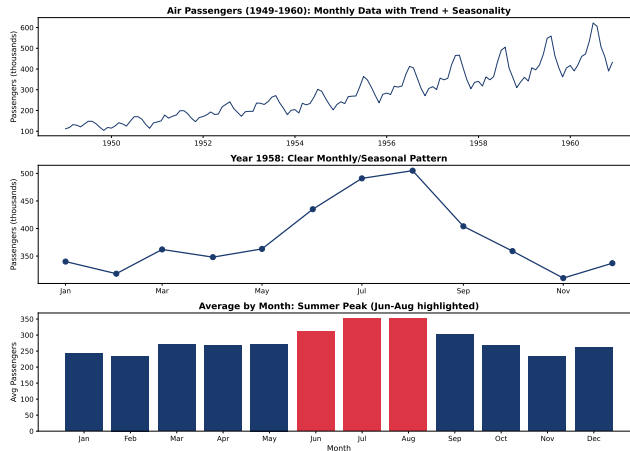 Air Passengers (1949-1960): Monthly Data with Trend + Seasonality
Passengers (thousands)
600
500
400
300
200
100
1950
1952
1954
1956
1958
1960
Year 1958: Clear Monthly/Seasonal Pattern
Passengers (thousands)
500
450
400
350
Jan
Mar
May
Jul
Sep
Nov
Average by Month: Summer Peak (Jun-Aug highlighted)
Avg Passengers
350
300
250
200
150
100
50
0
Jan
Feb
Mar
Apr
May
Jun
Jul
Aug
Sep
Oct
Nov
Dec
Month